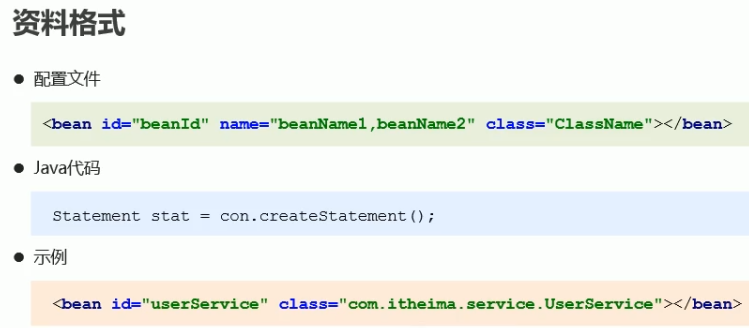 资料格式
● 配置文件
<bean id="beanId" name="beanName1,beanName2" class="ClassName"></bean>
● Java代码
Statement stat = con.createStatement();
● 示例
<bean id="userService" class="com.itheima.service.UserService"></bean>